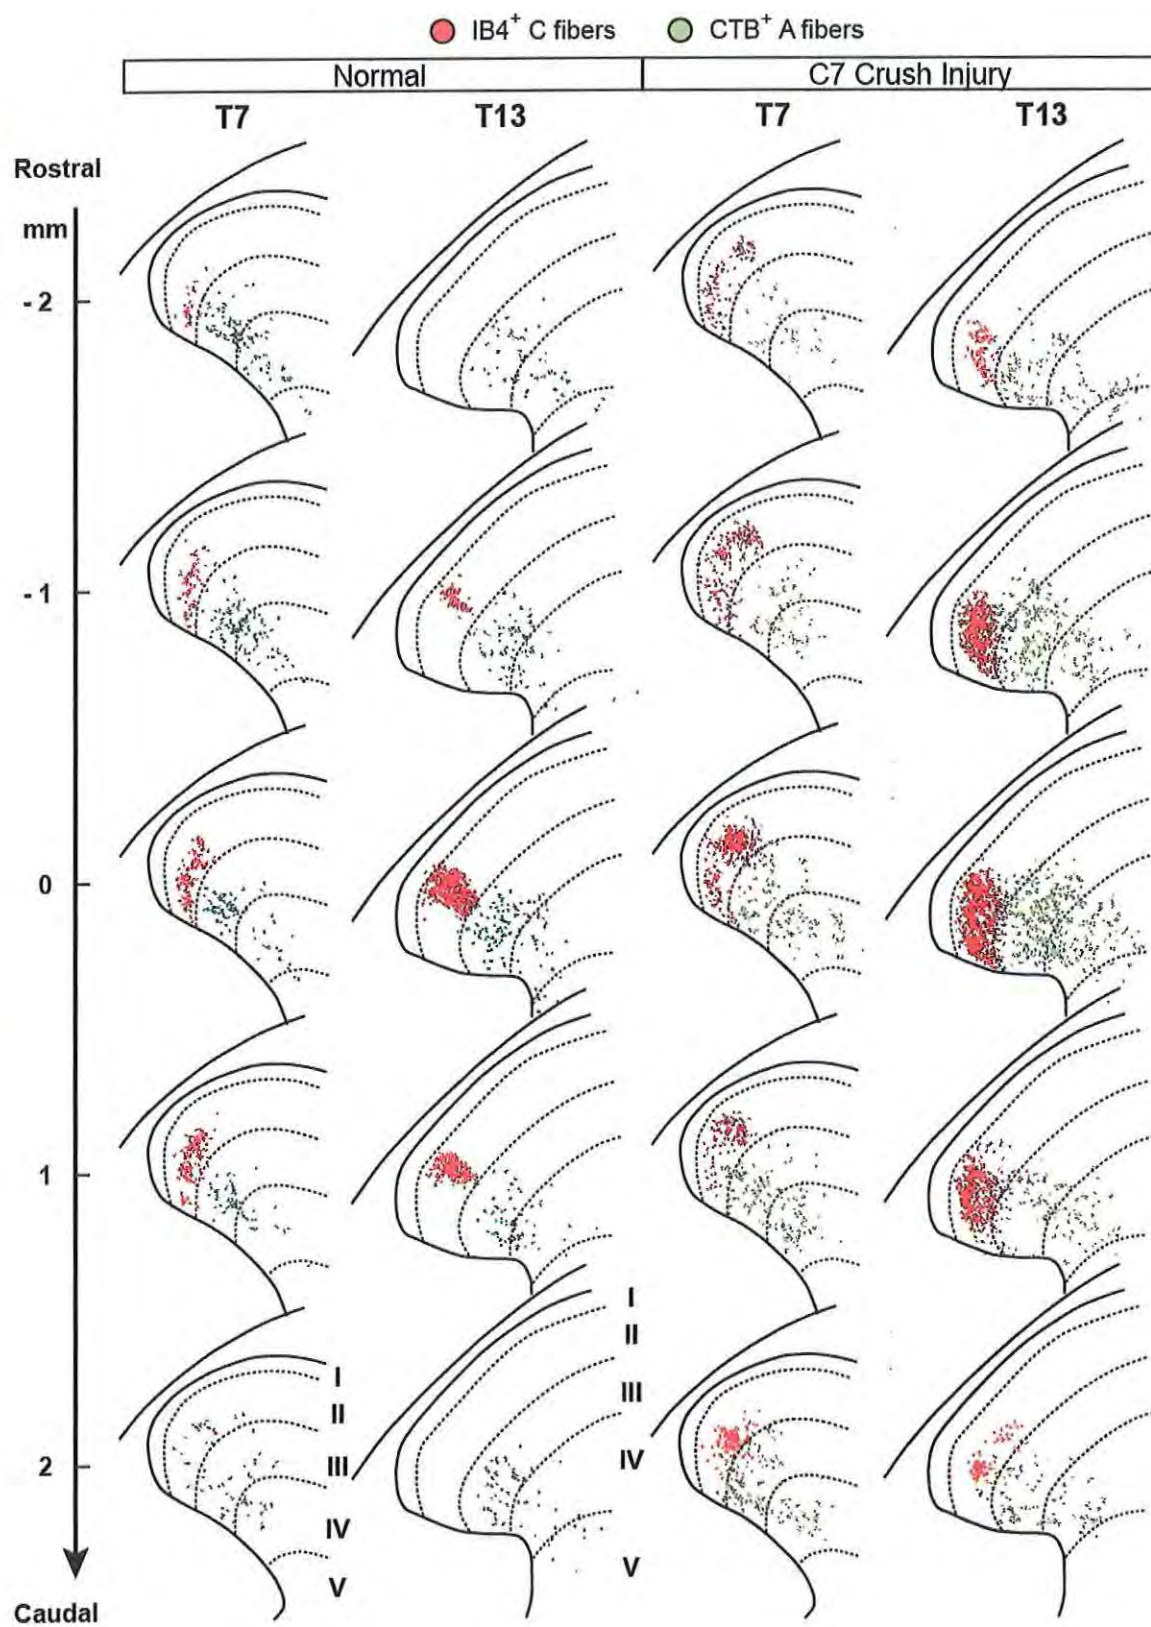 IB4+ C fibers CTB+ A fibers
Normal C7 Crush Injury
T7 T13 T7 T13
Rostral
mm
- 2
- 1
0
1
I
II
I
III
II
IV
2
III
IV
V
V
Caudal